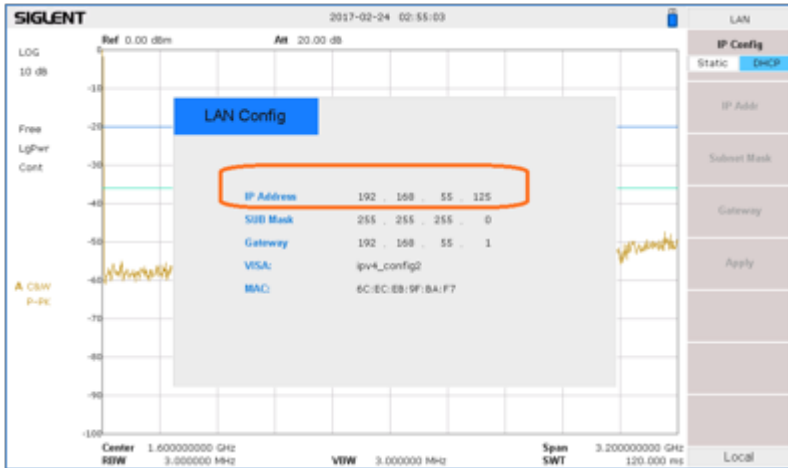 SIGLENT 2017-02-24 02:55:03 LAN
Ref 0.00 dBm Att 20.00 dB
IP Config
Static DHCP
LOG
10 dB
0
-10
IP Addr
LAN Config
Free
-20
LgPwr
Cont
-30
Subnet Mask
IP Address 192 . 168 . 55 . 125
-40
SUB Mask 255 . 255 . 255 . 0
Gateway
Gateway 192 . 168 . 55 . 1
-50
VISA: ipv4_config2
Apply
-60
MAC: 6C:EC:EB:9F:BA:F7
A C&W
P-PK
-70
-80
-90
-100
Center 1.600000000 GHz Span 3.200000000 GHz
RBW 3.000000 MHz VBW 3.000000 MHz SWT 120.000 ms
Local